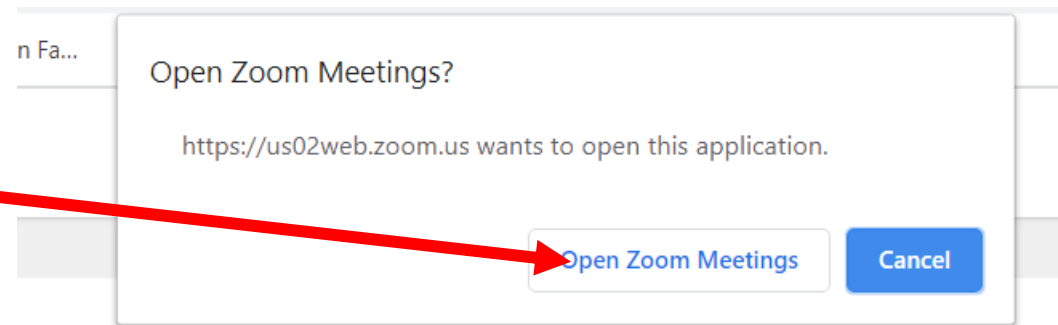 n Fa...
Open Zoom Meetings?
https://us02web.zoom.us wants to open this application.
Open Zoom Meetings Cancel